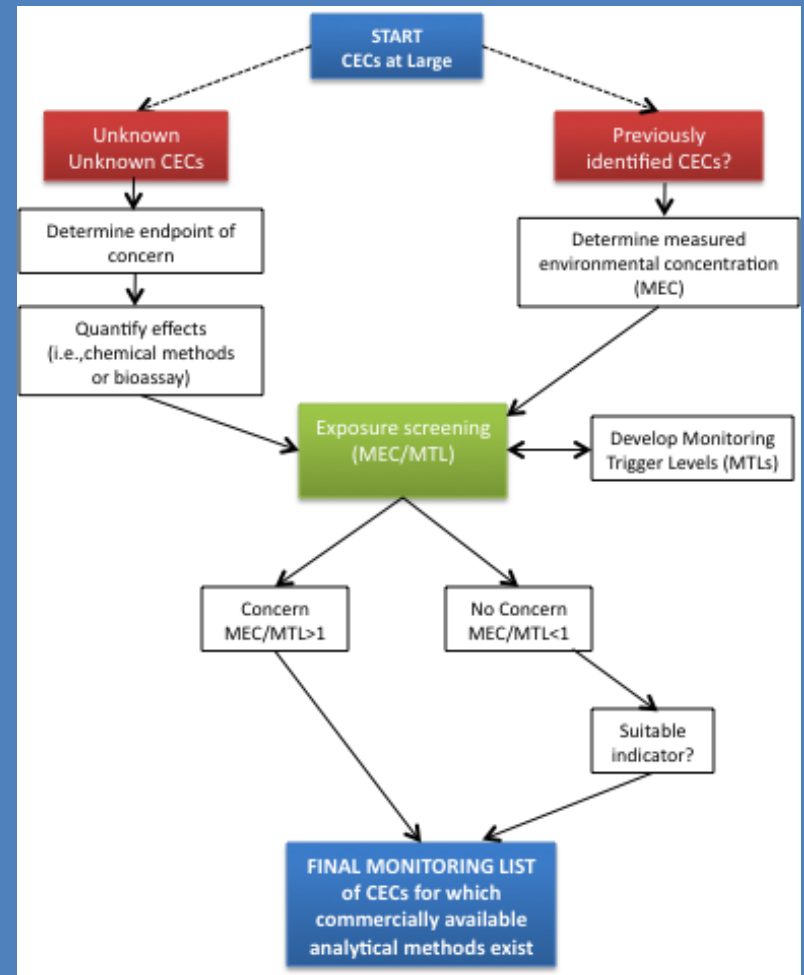 START
CECs at Large
Unknown
Unknown CECs
Previously
identified CECs?
Determine endpoint of
concern
Determine measured
environmental concentration
(MEC)
Quantify effects
(i.e.,chemical methods
or bioassay)
Exposure screening
(MEC/MTL)
Develop Monitoring
Trigger Levels (MTLs)
Concern
MEC/MTL>1
No Concern
MEC/MTL<1
Suitable
indicator?
FINAL MONITORING LIST
of CECs for which
commercially available
analytical methods exist